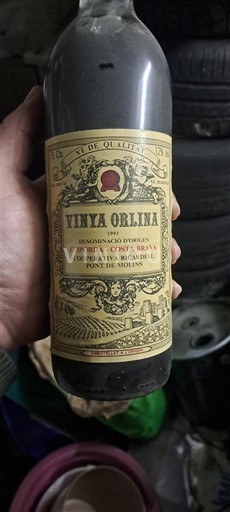 VI DE QUALITAT
VINYA ORLINA
1993
DENOMINACIÓ D'ORIGEN
EMPORDÀ - COSTA BRAVA
COOPERATIVA RICARDELL
PONT DE MOLINS